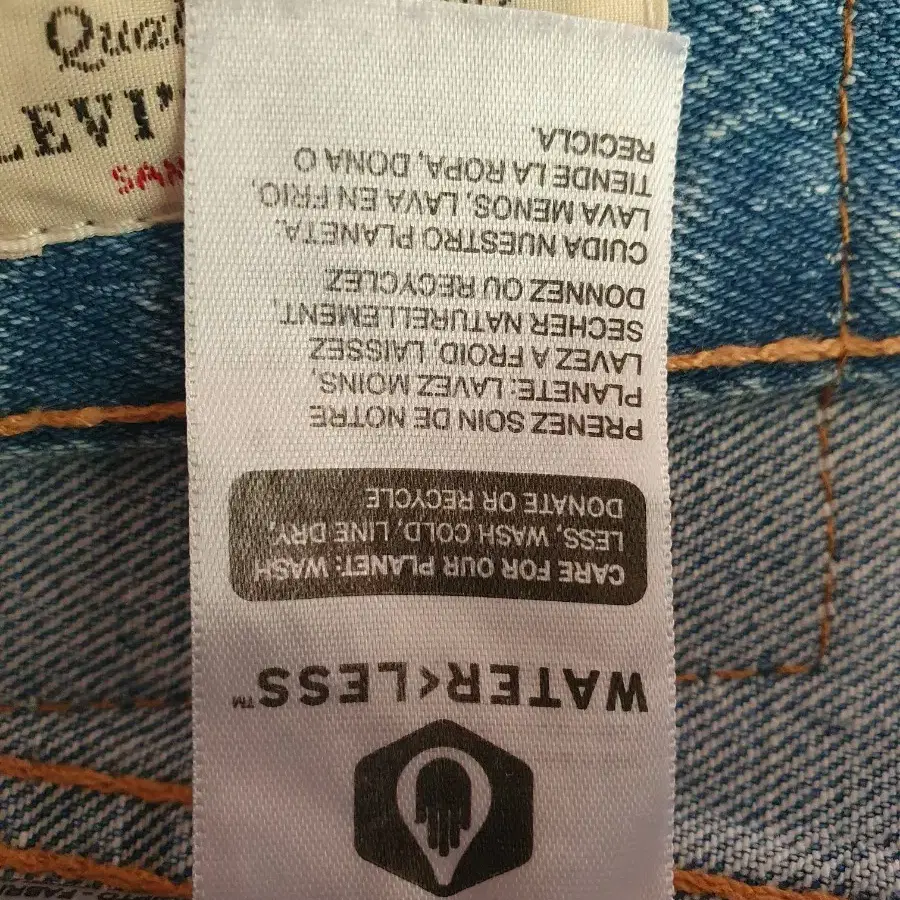 WATER<LESS™
CARE FOR OUR PLANET: WASH
LESS, WASH COLD, LINE DRY,
DONATE OR RECYCLE
PRENEZ SOIN DE NOTRE
PLANETE: LAVEZ MOINS,
LAVEZ A FROID, LAISSEZ
SECHER NATURELLEMENT,
DONNEZ OU RECYCLEZ
CUIDA NUESTRO PLANETA.
LAVA MENOS, LAVA EN FRIO,
TIENDE LA ROPA, DONA O
RECICLA.
LEVI'